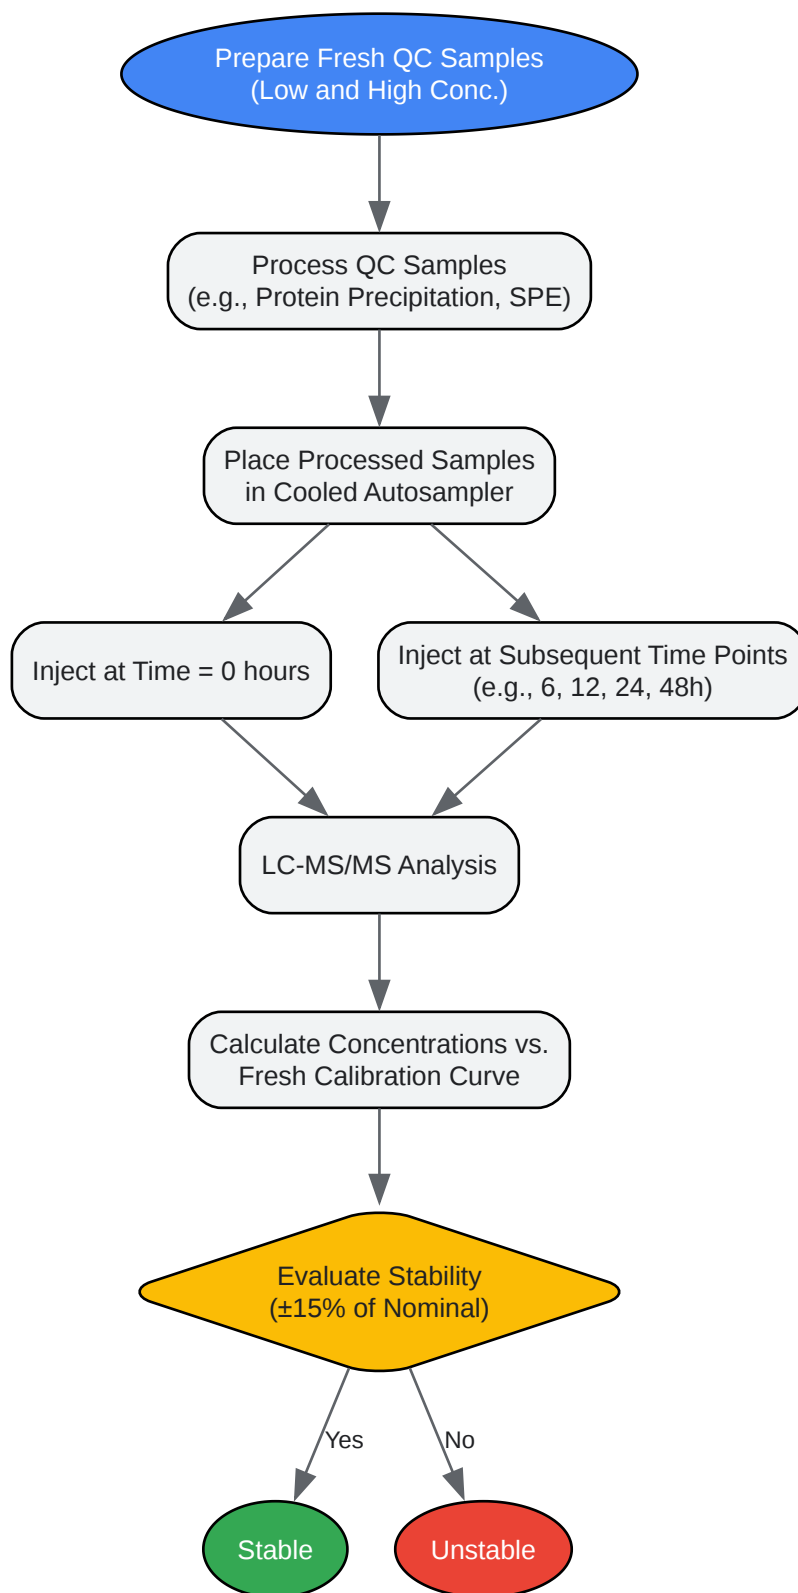 Prepare Fresh QC Samples
(Low and High Conc.)
Process QC Samples
(e.g., Protein Precipitation, SPE)
Place Processed Samples
in Cooled Autosampler
Inject at Time = 0 hours
Inject at Subsequent Time Points
(e.g., 6, 12, 24, 48h)
LC-MS/MS Analysis
Calculate Concentrations vs.
Fresh Calibration Curve
Evaluate Stability
(±15% of Nominal)
Yes
No
Stable
Unstable